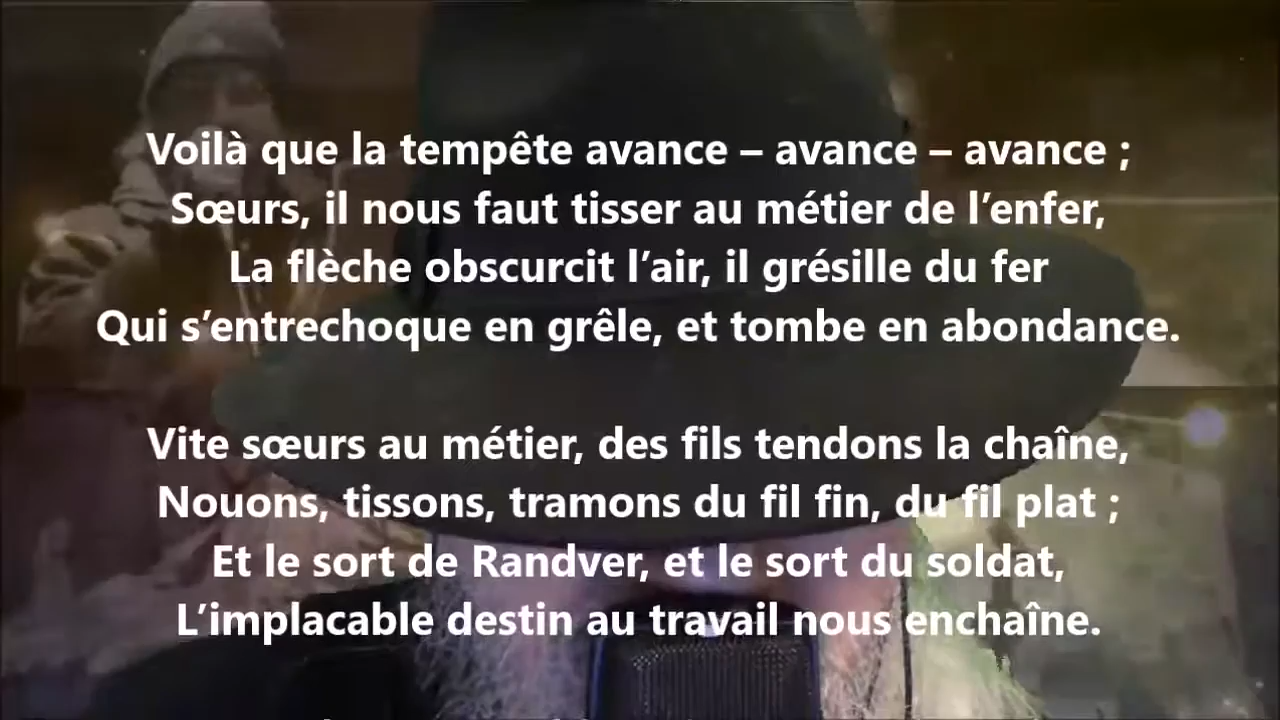 Voilà que la tempête avance – avance – avance ;
Sœurs, il nous faut tisser au métier de l’enfer,
La flèche obscurcit l’air, il grésille du fer
Qui s’entrechoque en grêle, et tombe en abondance.
Vite sœurs au métier, des fils tendons la chaîne,
Nouons, tissons, tramons du fil fin, du fil plat ;
Et le sort de Randver, et le sort du soldat,
L’implacable destin au travail nous enchaîne.